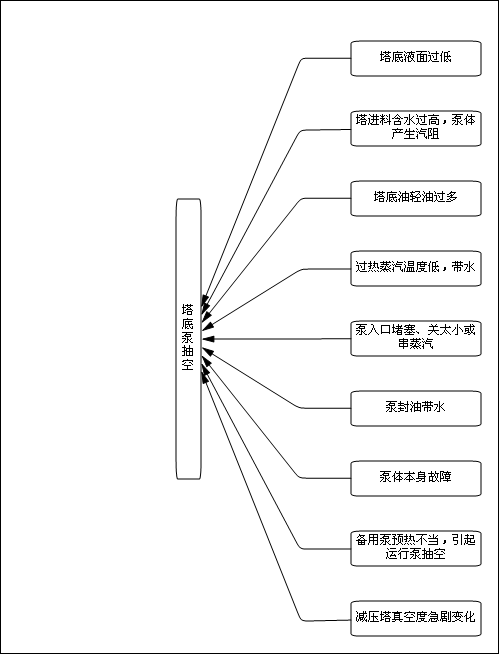 塔底液面过低
塔进料含水过高，泵体
产生汽阻
塔底油轻油过多
过热蒸汽温度低，带水
塔底泵抽空
泵入口堵塞、关太小或
串蒸汽
泵封油带水
泵体本身故障
备用泵预热不当，引起
运行泵抽空
减压塔真空度急剧变化